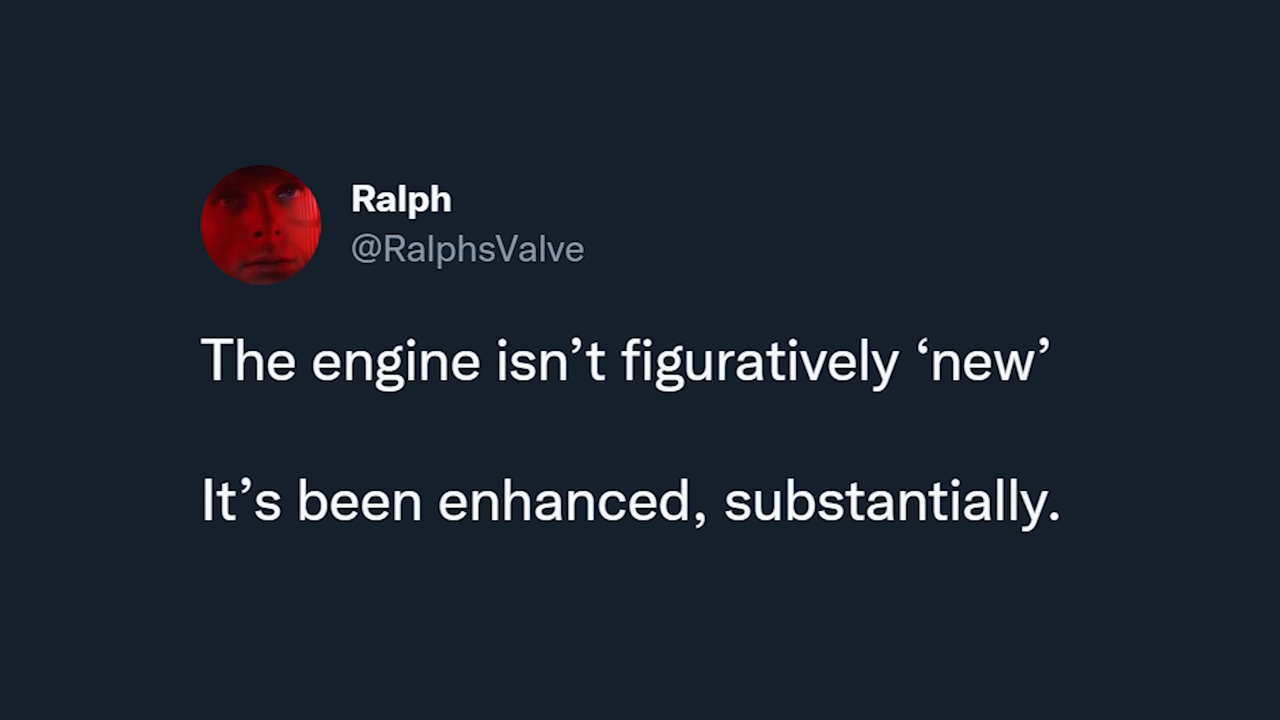 Ralph
@RalphsValve
The engine isn’t figuratively ‘new’
It’s been enhanced, substantially.